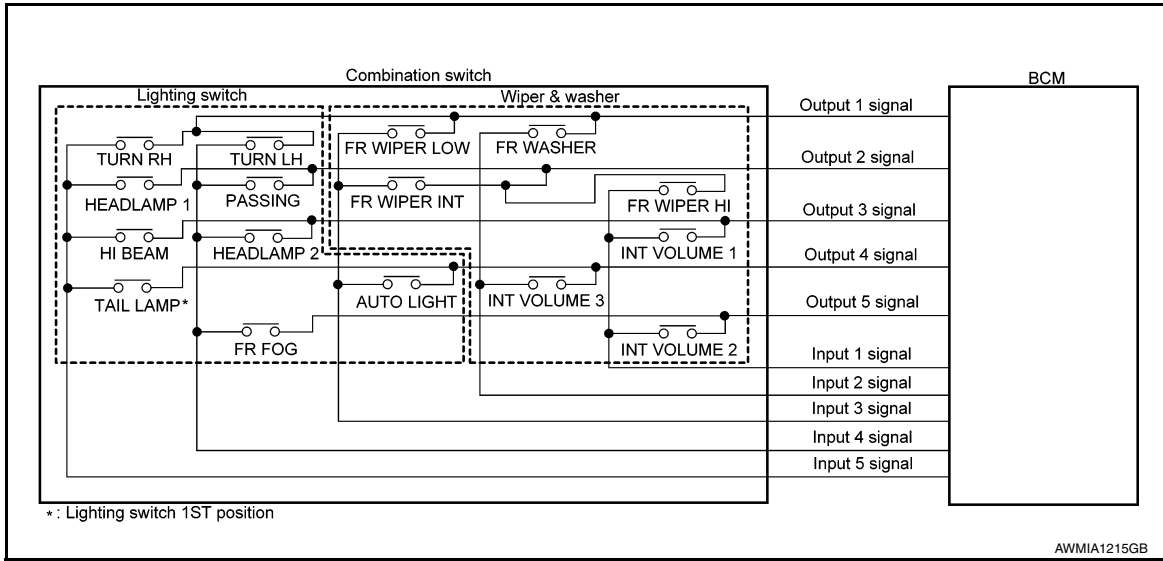 Combination switch
BCM
Lighting switch
Wiper & washer
Output 1 signal
TURN RH
TURN LH
FR WIPER LOW
FR WASHER
Output 2 signal
HEADLAMP 1
PASSING
FR WIPER INT
FR WIPER HI
Output 3 signal
HI BEAM
HEADLAMP 2
INT VOLUME 1
Output 4 signal
TAIL LAMP*
AUTO LIGHT
INT VOLUME 3
Output 5 signal
FR FOG
INT VOLUME 2
Input 1 signal
Input 2 signal
Input 3 signal
Input 4 signal
Input 5 signal
* : Lighting switch 1ST position
AWMIA1215GB